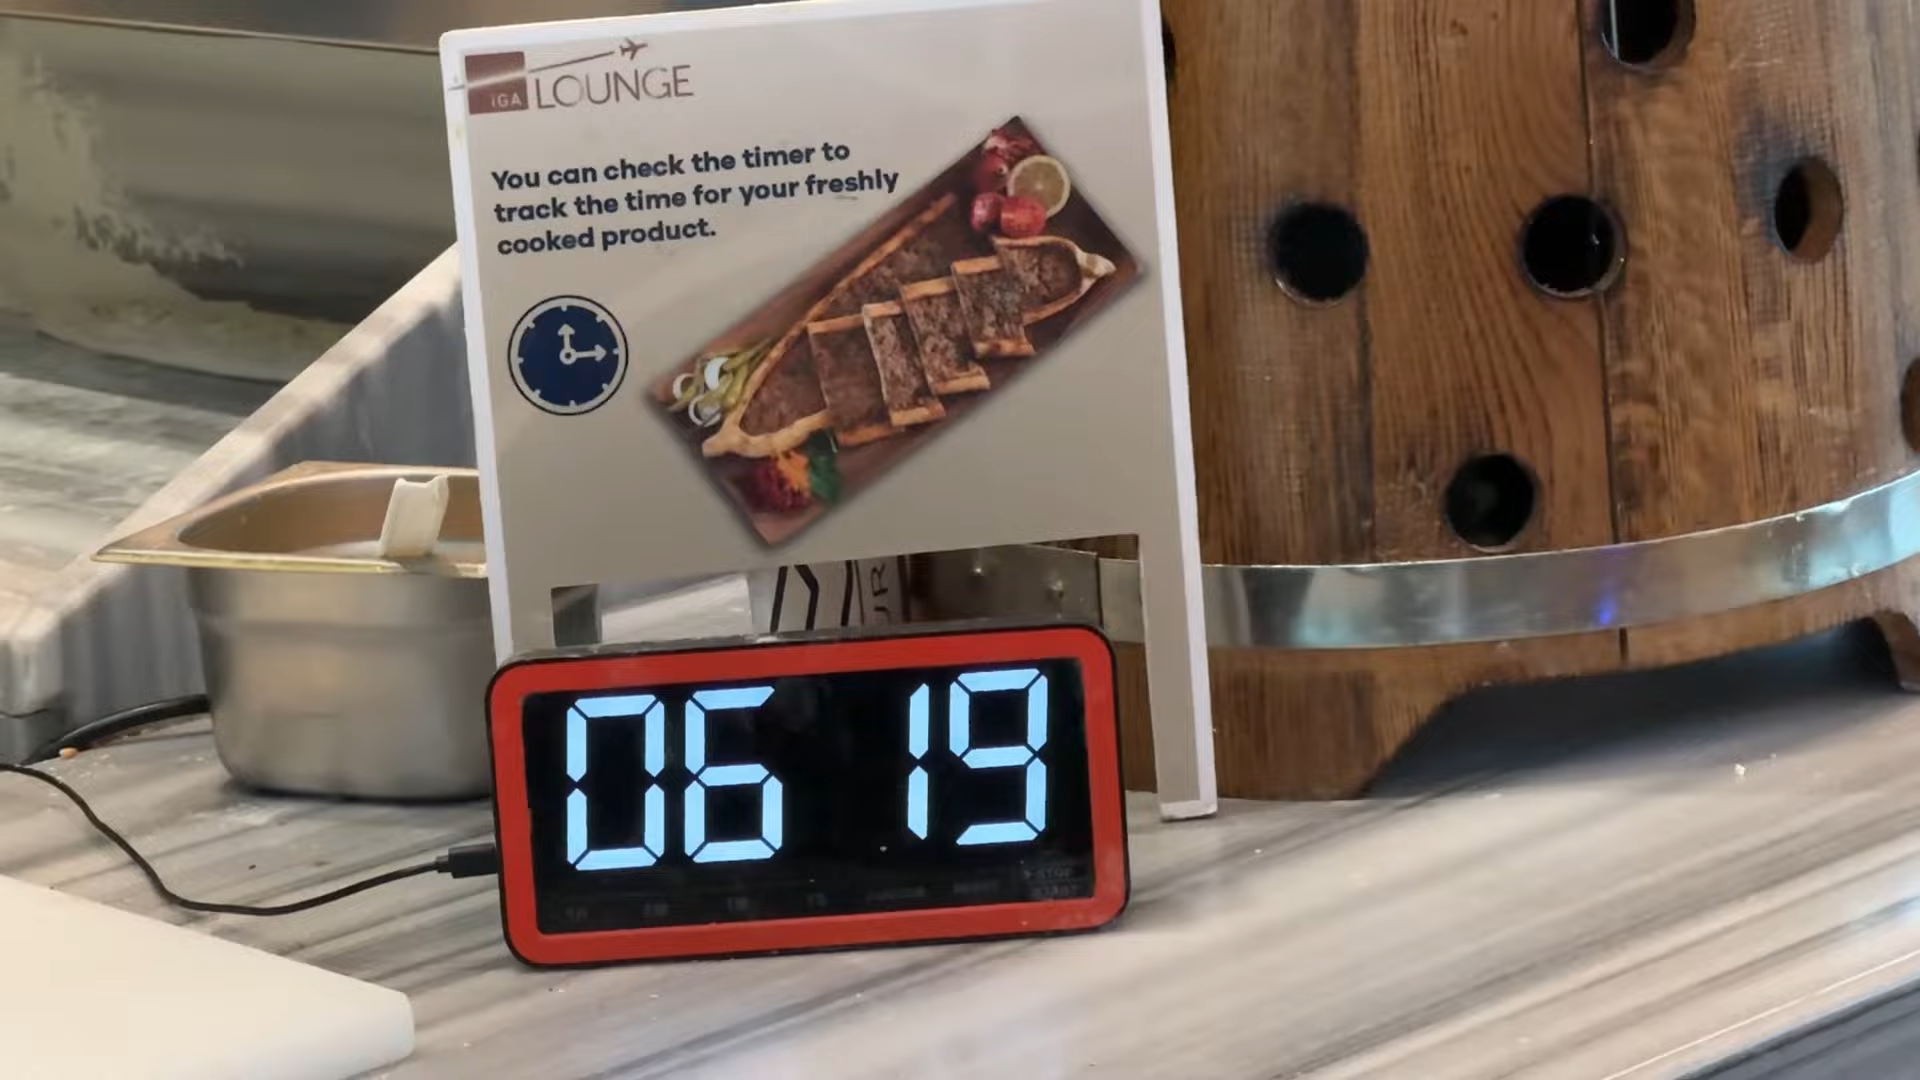 iGA LOUNGE
You can check the timer to
track the time for your freshly
cooked product.
06 19